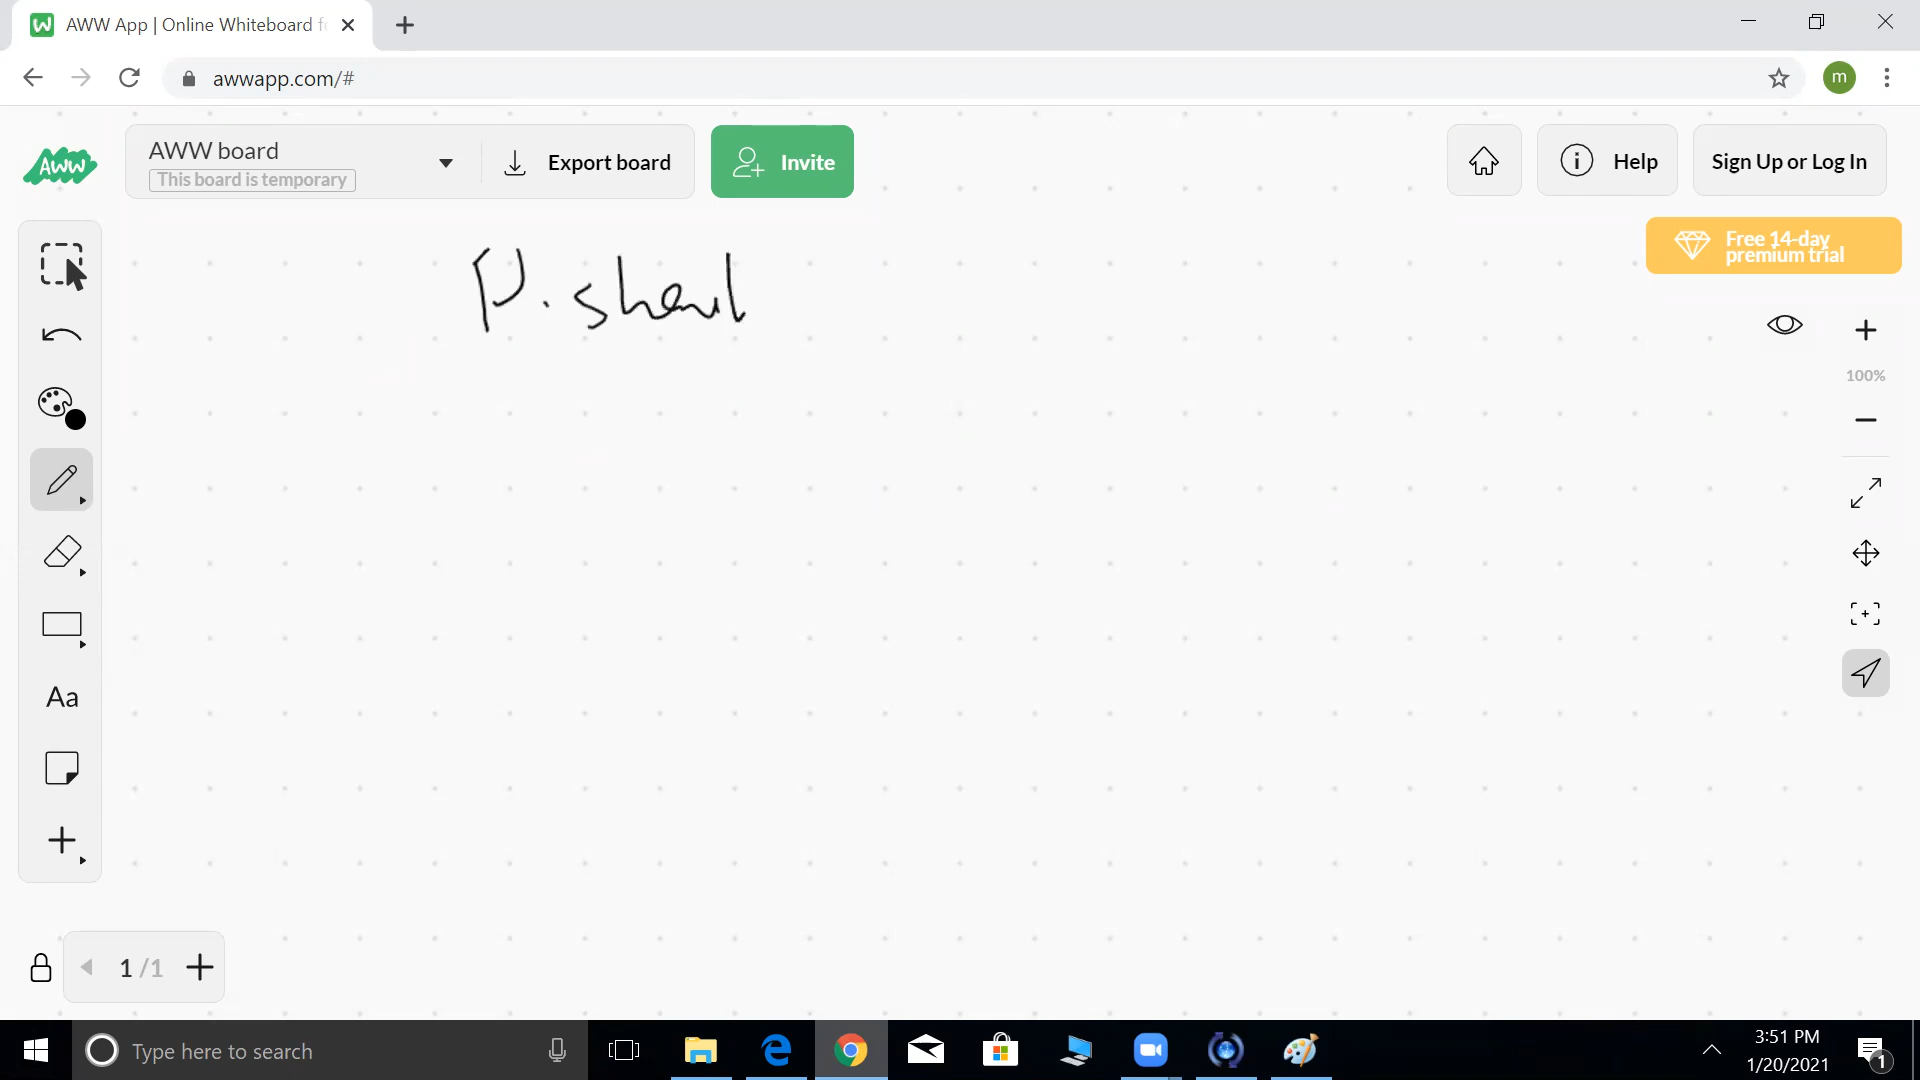 AWW App | Online Whiteboard f
awwapp.com/#
m
AWW
AWW board
This board is temporary
Export board
Invite
Help
Sign Up or Log In
Free 14-day
premium trial
P.
100%
Aa
1 / 1
Type here to search
3:51 PM
1/20/2021
1